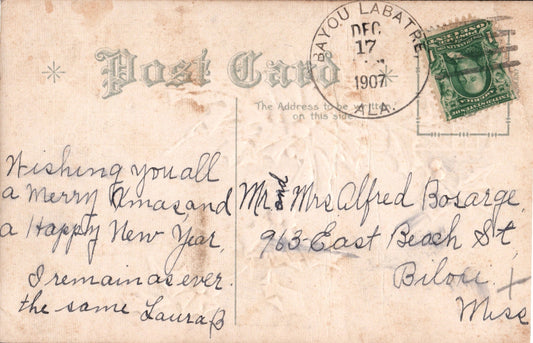 Post Card
BAYOU LABATRE
DEC
17
1907
ALA.
The Address to be written
on this side
Wishing you all
a Merry Xmas and
a Happy New Year,
I remain as ever
the same Laura B
Mr and Mrs Alfred Bosarge,
963 East Beach St,
Biloxi
Miss